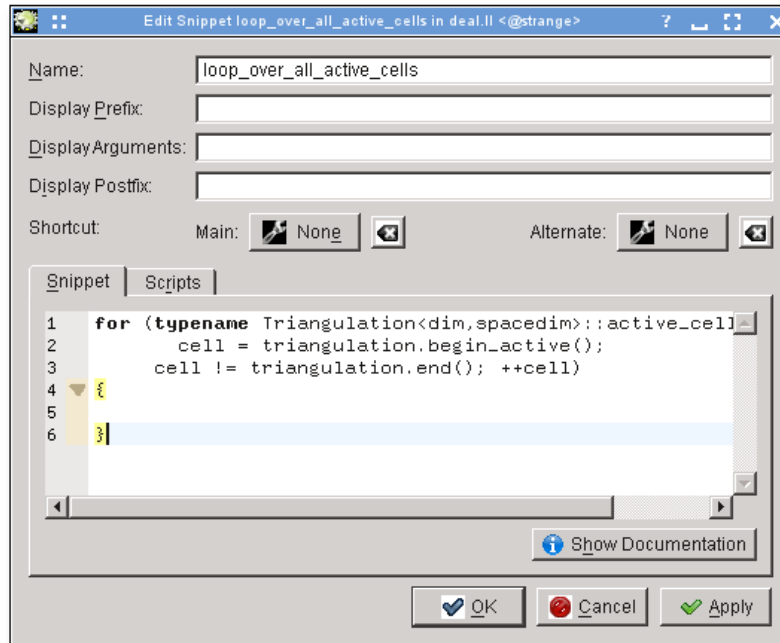 Edit Snippet loop_over_all_active_cells in deal.II <@strange> ?
Name: loop_over_all_active_cells
Display Prefix:
Display Arguments:
Display Postfix:
Shortcut: Main: None Alternate: None
Snippet Scripts
1 for (typename Triangulation<dim,spacedim>::active_cell
2 cell = triangulation.begin_active();
3 cell != triangulation.end(); ++cell)
4 {
5
6 }
Show Documentation
OK Cancel Apply